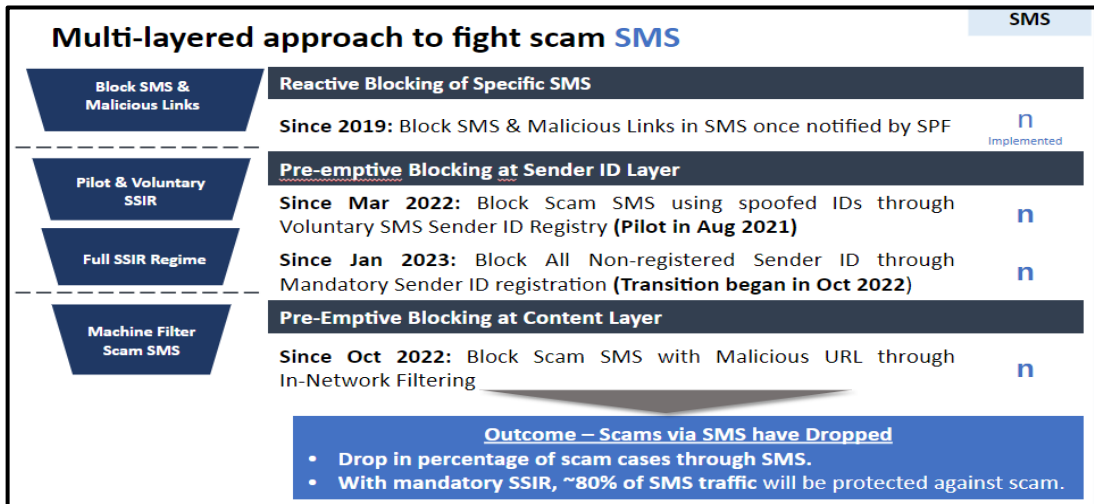 SMS
Multi-layered approach to fight scam SMS
Block SMS &
Malicious Links
Reactive Blocking of Specific SMS
Since 2019: Block SMS & Malicious Links in SMS once notified by SPF
n
Implemented
Pilot & Voluntary
SSIR
Pre-emptive Blocking at Sender ID Layer
Since Mar 2022: Block Scam SMS using spoofed IDs through
Voluntary SMS Sender ID Registry (Pilot in Aug 2021)
n
Full SSIR Regime
Since Jan 2023: Block All Non-registered Sender ID through
Mandatory Sender ID registration (Transition began in Oct 2022)
n
Machine Filter
Scam SMS
Pre-Emptive Blocking at Content Layer
Since Oct 2022: Block Scam SMS with Malicious URL through
In-Network Filtering
n
Outcome – Scams via SMS have Dropped
• Drop in percentage of scam cases through SMS.
• With mandatory SSIR, ~80% of SMS traffic will be protected against scam.